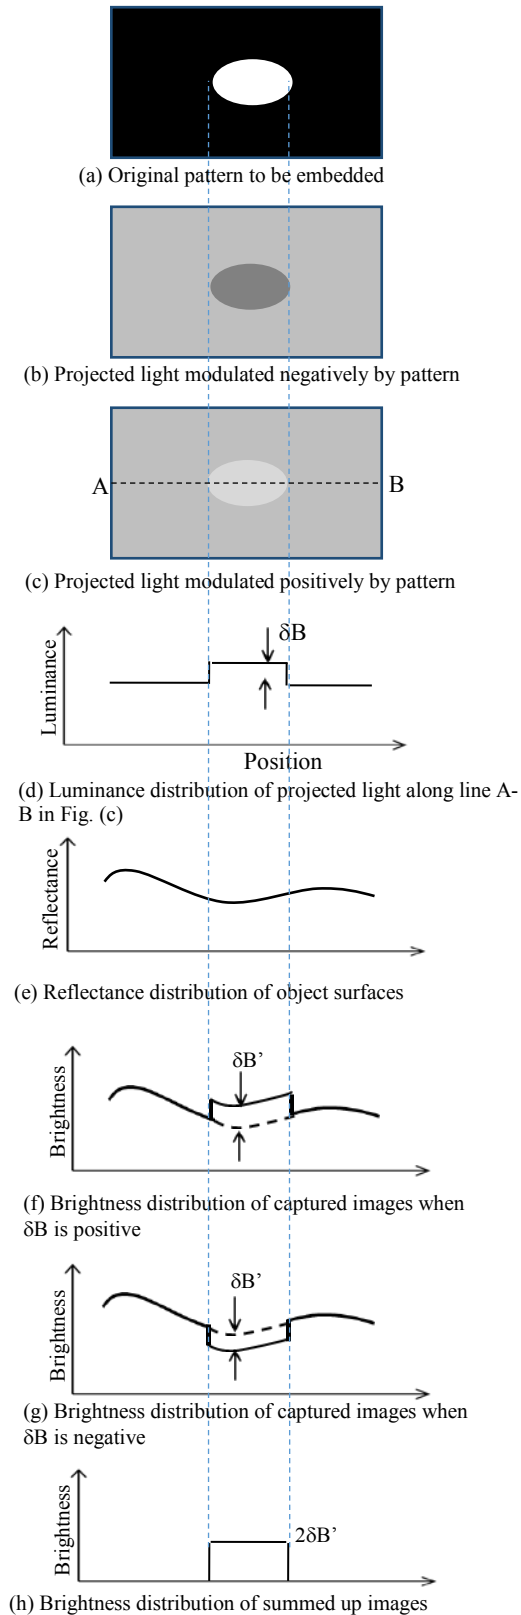 (a) Original pattern to be embedded
(b) Projected light modulated negatively by pattern
A B
(c) Projected light modulated positively by pattern
δB
Luminance
Position
(d) Luminance distribution of projected light along line A-
B in Fig. (c)
Reflectance
(e) Reflectance distribution of object surfaces
δB’
Brightness
(f) Brightness distribution of captured images when
δB is positive
δB’
Brightness
(g) Brightness distribution of captured images when
δB is negative
Brightness
2δB’
(h) Brightness distribution of summed up images